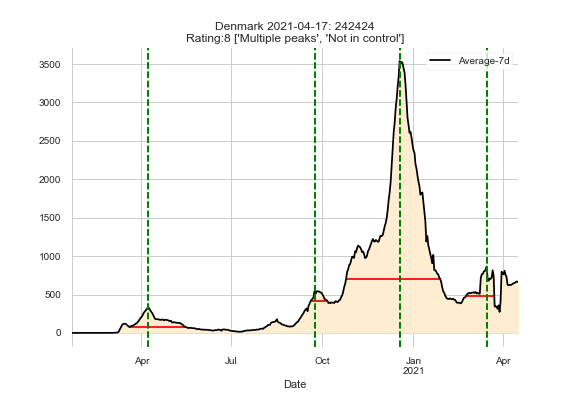 Denmark 2021-04-17: 242424
Rating:8 ['Multiple peaks', 'Not in control']
Average-7d
3500
3000
2500
2000
1500
1000
500
0
Apr
Jul
Oct
Jan
2021
Apr
Date